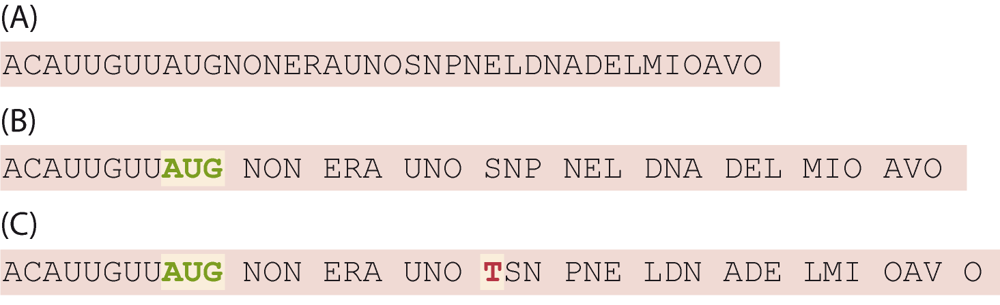 (A)
ACAUUGUUAUGNONERAUNOSNPNELDNADELMIOAVO
(B)
ACAUUGUUAUG NON ERA UNO SNP NEL DNA DEL MIO AVO
(C)
ACAUUGUUAUG NON ERA UNO TSN PNE LDN ADE LMI OAV O